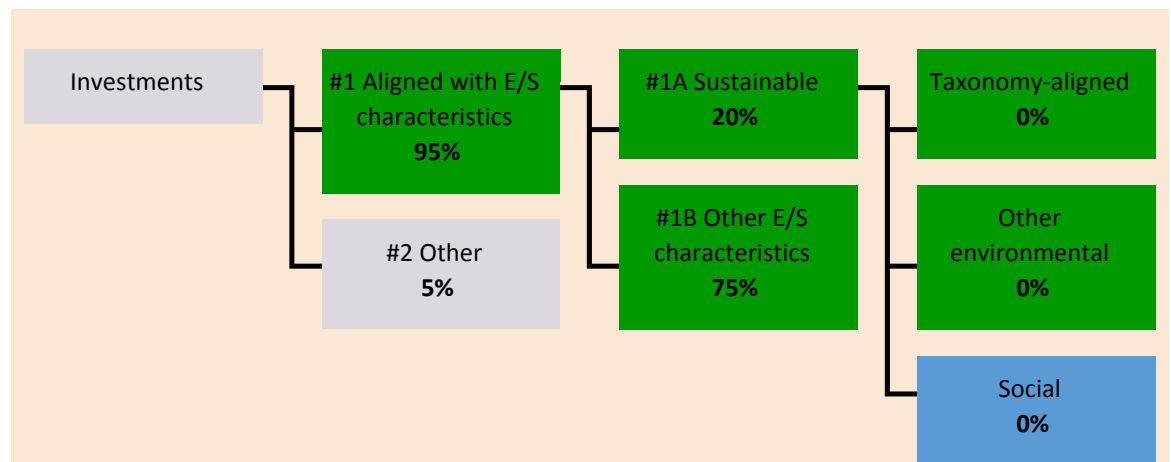 Investments
#1 Aligned with E/S
characteristics
95%
#2 Other
5%
#1A Sustainable
20%
#1B Other E/S
characteristics
75%
Taxonomy-aligned
0%
Other
environmental
0%
Social
0%